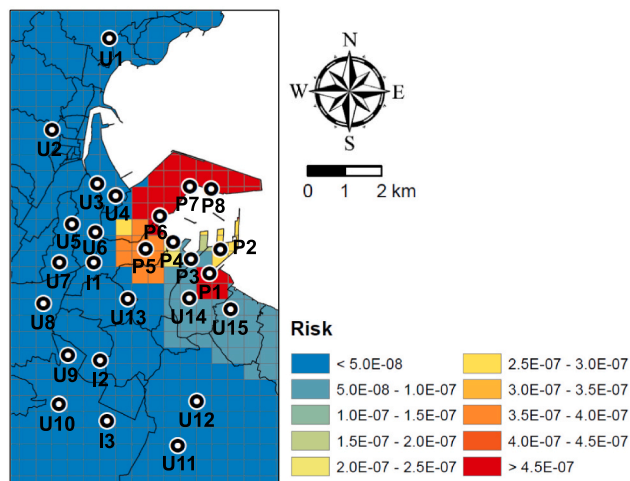 U1
N
W E
S
0 1 2 km
U2
U3
U4
P7 P8
U5 U6
P6
P5 P4 P2
P3
U7 I1
P1
U8 U13 U14 U15
Risk
< 5.0E-08
5.0E-08 - 1.0E-07
1.0E-07 - 1.5E-07
1.5E-07 - 2.0E-07
2.0E-07 - 2.5E-07
2.5E-07 - 3.0E-07
3.0E-07 - 3.5E-07
3.5E-07 - 4.0E-07
4.0E-07 - 4.5E-07
> 4.5E-07
U9 I2
U10 U12
I3
U11